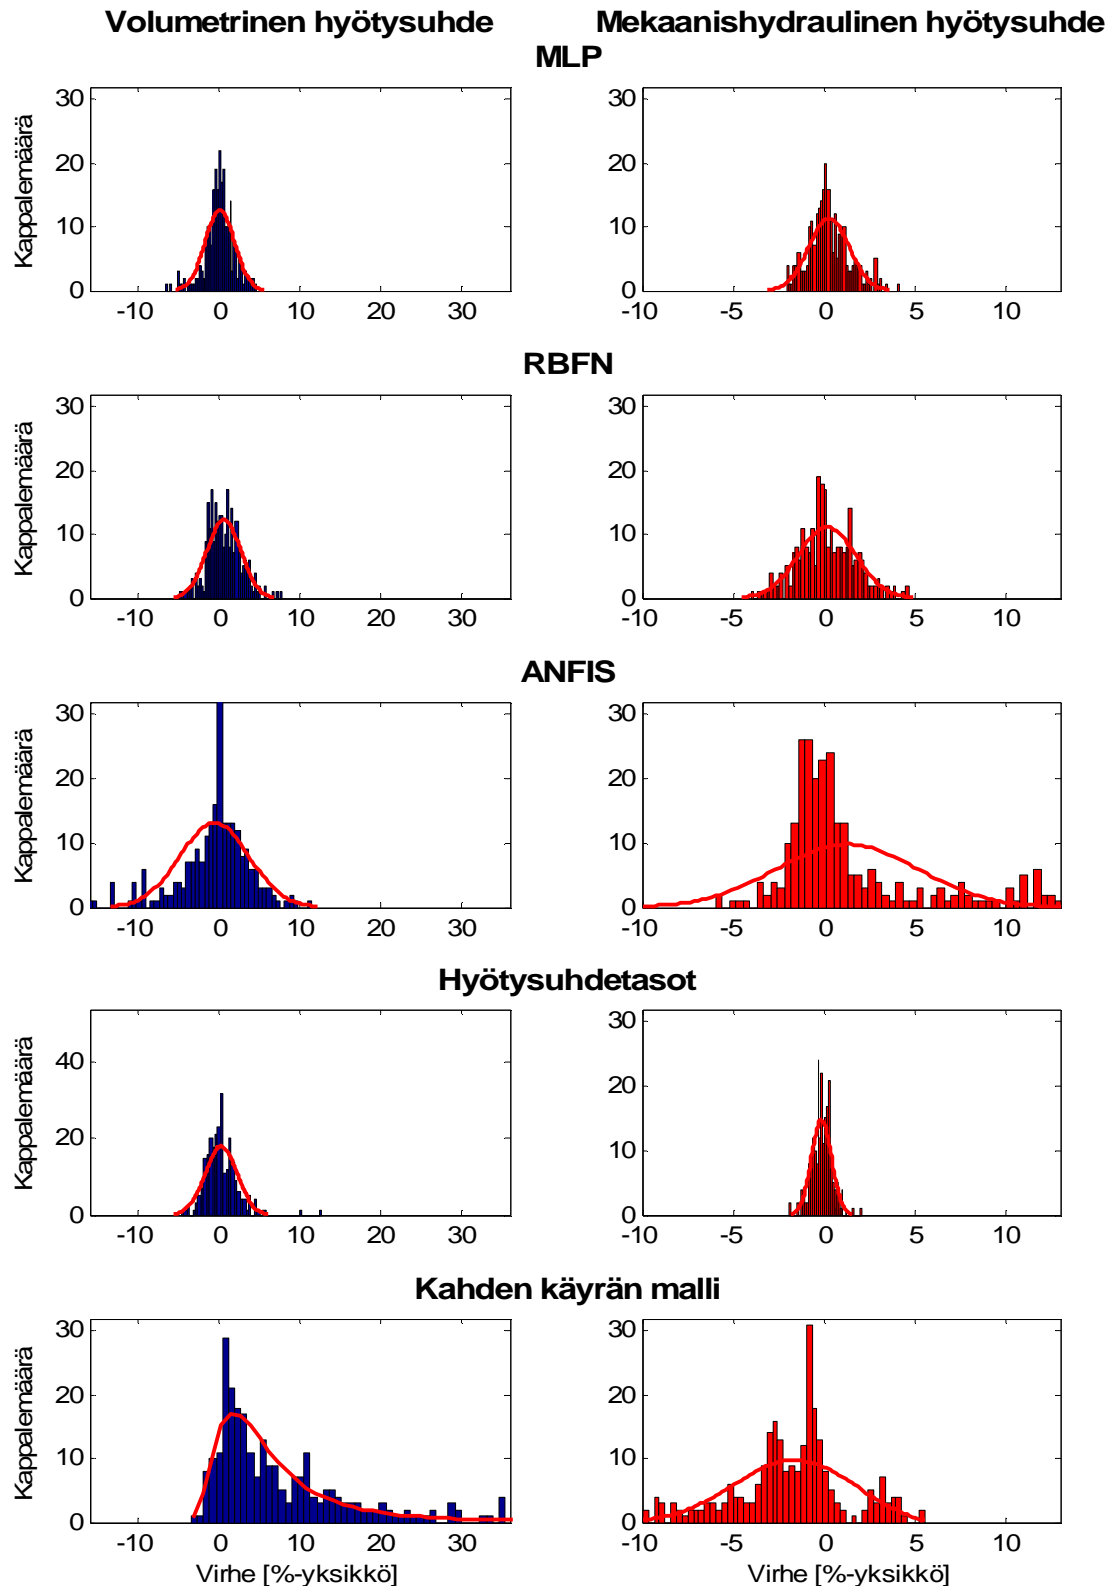 Volumetrinen hyötysuhde Mekaanishydraulinen hyötysuhde
MLP
Kappalemäärä
30
20
10
0
-10 0 10 20 30
30
20
10
0
-10 -5 0 5 10
RBFN
30
20
10
0
Kappalemäärä
-10 0 10 20 30
30
20
10
0
-10 -5 0 5 10
ANFIS
30
20
10
0
Kappalemäärä
-10 0 10 20 30
30
20
10
0
-10 -5 0 5 10
Hyötysuhdetasot
40
20
0
Kappalemäärä
-10 0 10 20 30
30
20
10
0
-10 -5 0 5 10
Kahden käyrän malli
30
20
10
0
Kappalemäärä
-10 0 10 20 30
Virhe [%-yksikkö]
30
20
10
0
-10 -5 0 5 10
Virhe [%-yksikkö]